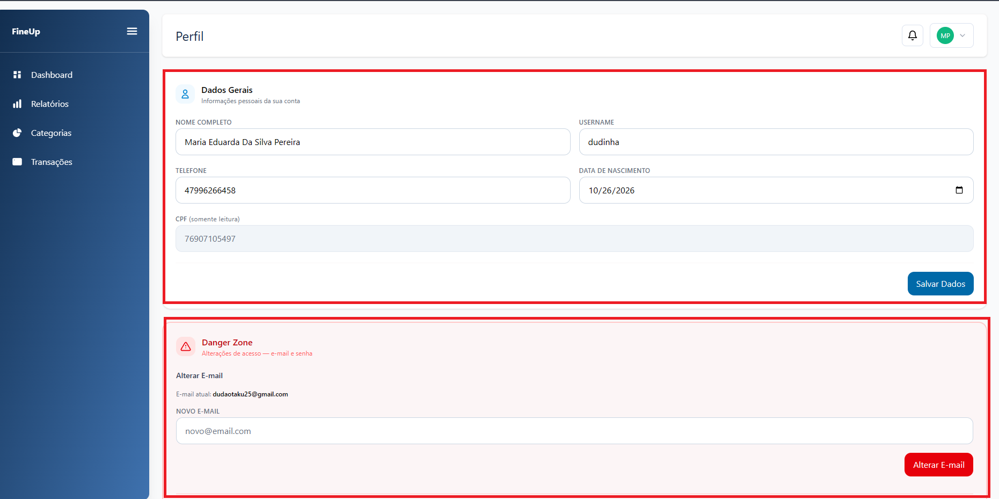 FineUp
Dashboard
Relatórios
Categorias
Transações
Perfil
MP
Dados Gerais
Informações pessoais da sua conta
NOME COMPLETO
USERNAME
Maria Eduarda Da Silva Pereira
dudinha
TELEFONE
DATA DE NASCIMENTO
47996266458
10/26/2026
CPF (somente leitura)
76907105497
Salvar Dados
Danger Zone
Alterações de acesso — e-mail e senha
Alterar E-mail
E-mail atual: dudaotaku25@gmail.com
NOVO E-MAIL
novo@email.com
Alterar E-mail